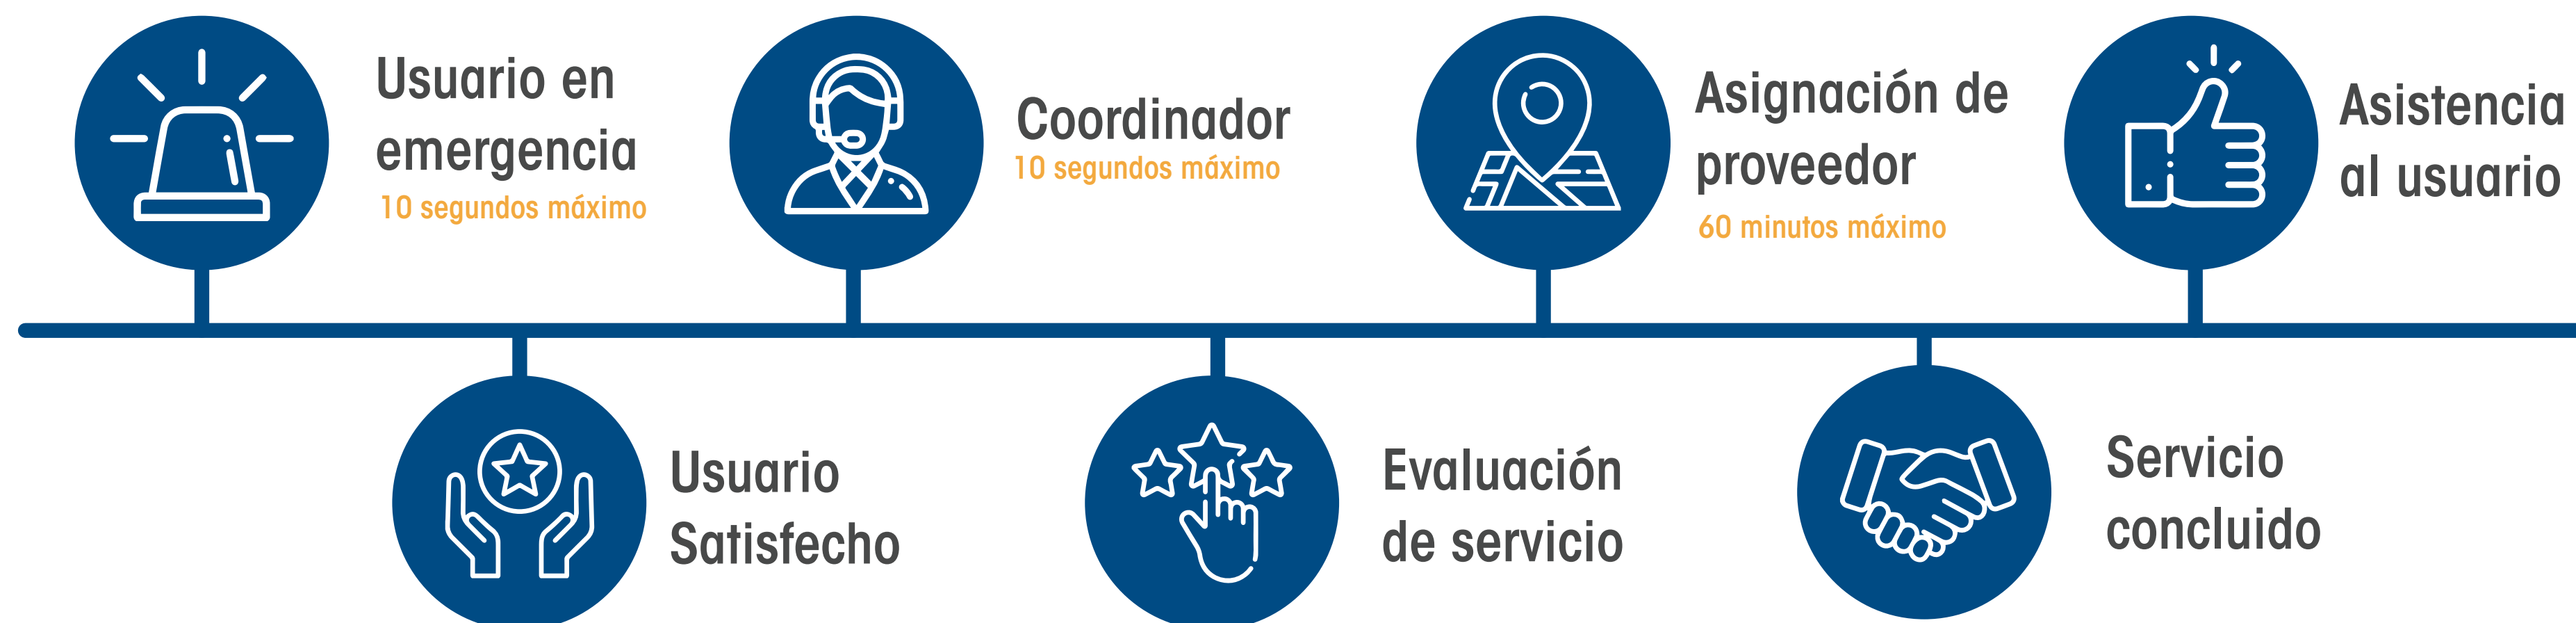 Usuario en
emergencia
10 segundos máximo
Coordinador
10 segundos máximo
Asignación de
proveedor
60 minutos máximo
Asistencia
al usuario
Usuario
Satisfecho
Evaluación
de servicio
Servicio
concluido